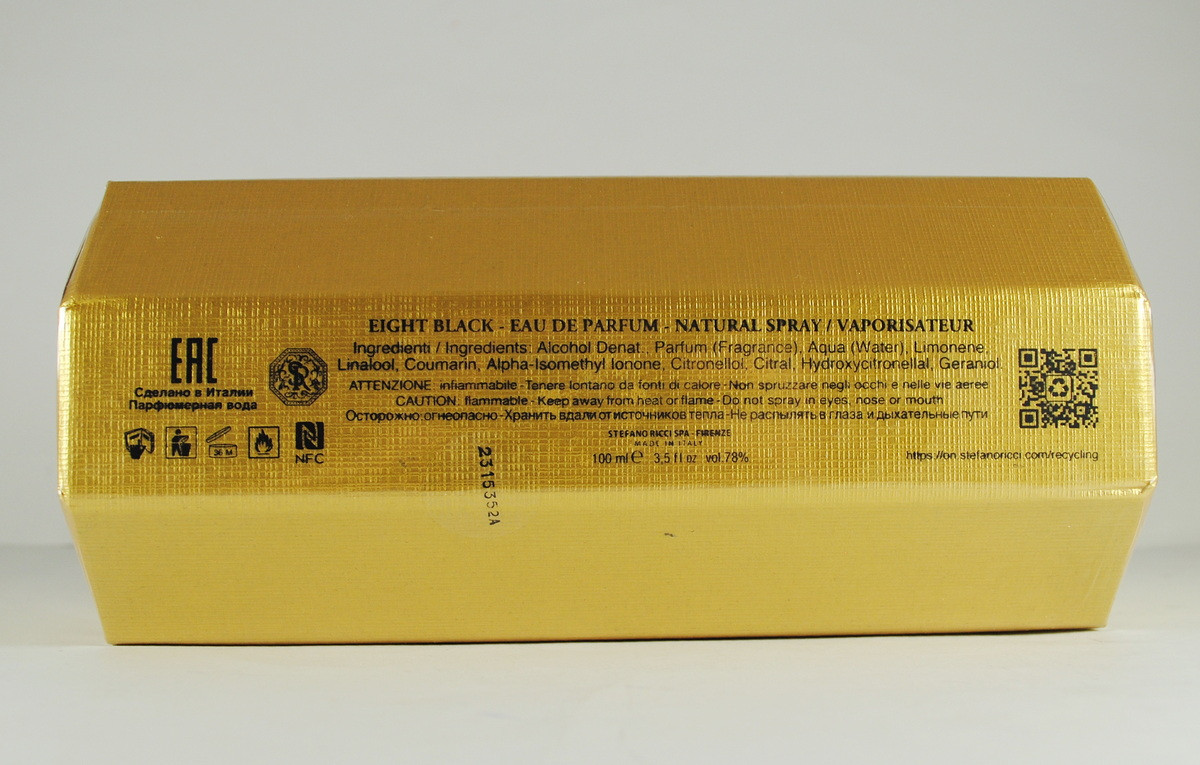 EIGHT BLACK - EAU DE PARFUM - NATURAL SPRAY / VAPORISATEUR
Ingredienti / Ingredients: Alcohol Denat., Parfum (Fragrance), Aqua (Water), Limonene,
Linalool, Coumarin, Alpha-Isomethyl Ionone, Citronellol, Citral, Hydroxycitronellal, Geraniol.
ATTENZIONE: infiammabile - Tenere lontano da fonti di calore - Non spruzzare negli occhi e nelle vie aeree
CAUTION: flammable - Keep away from heat or flame - Do not spray in eyes, nose or mouth
Осторожно, огнеопасно - Хранить вдали от источников тепла - Не распылять в глаза и дыхательные пути
STEFANO RICCI SPA - FIRENZE
MADE IN ITALY
100 ml ℮ 3,5 fl oz vol.78%
EAC
Сделано в Италии
Парфюмерная вода
SR
36 M
N
NFC
2315352A
https://on.stefanoricci.com/recycling